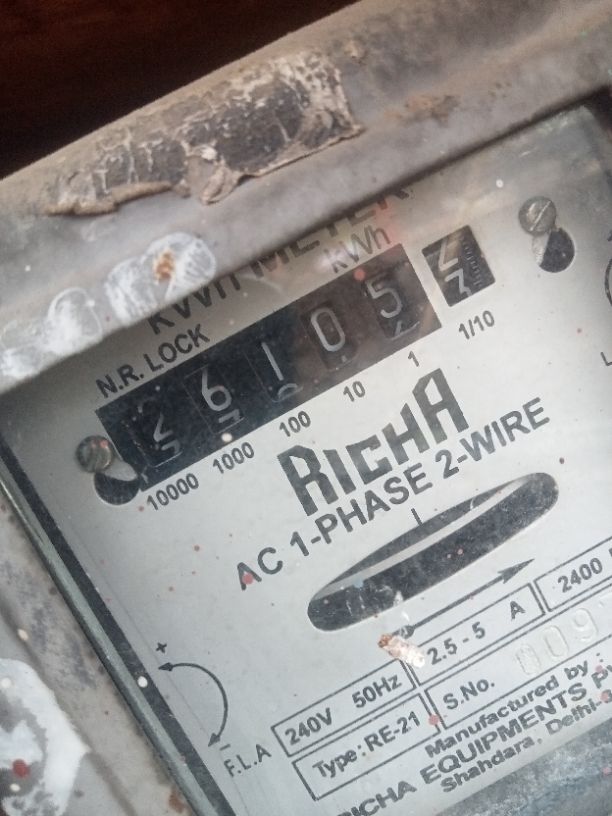 KWH METER
kWh
N.R. LOCK
2 6 1 0 5
10000 1000 100 10 1 1/10
RICHA
AC 1-PHASE 2-WIRE
+
-
F.L.A
240V 50Hz 2.5 - 5 A 2400
Type: RE-21 S.No. 009
Manufactured by :
RICHA EQUIPMENTS P
Shahdara, Delhi-